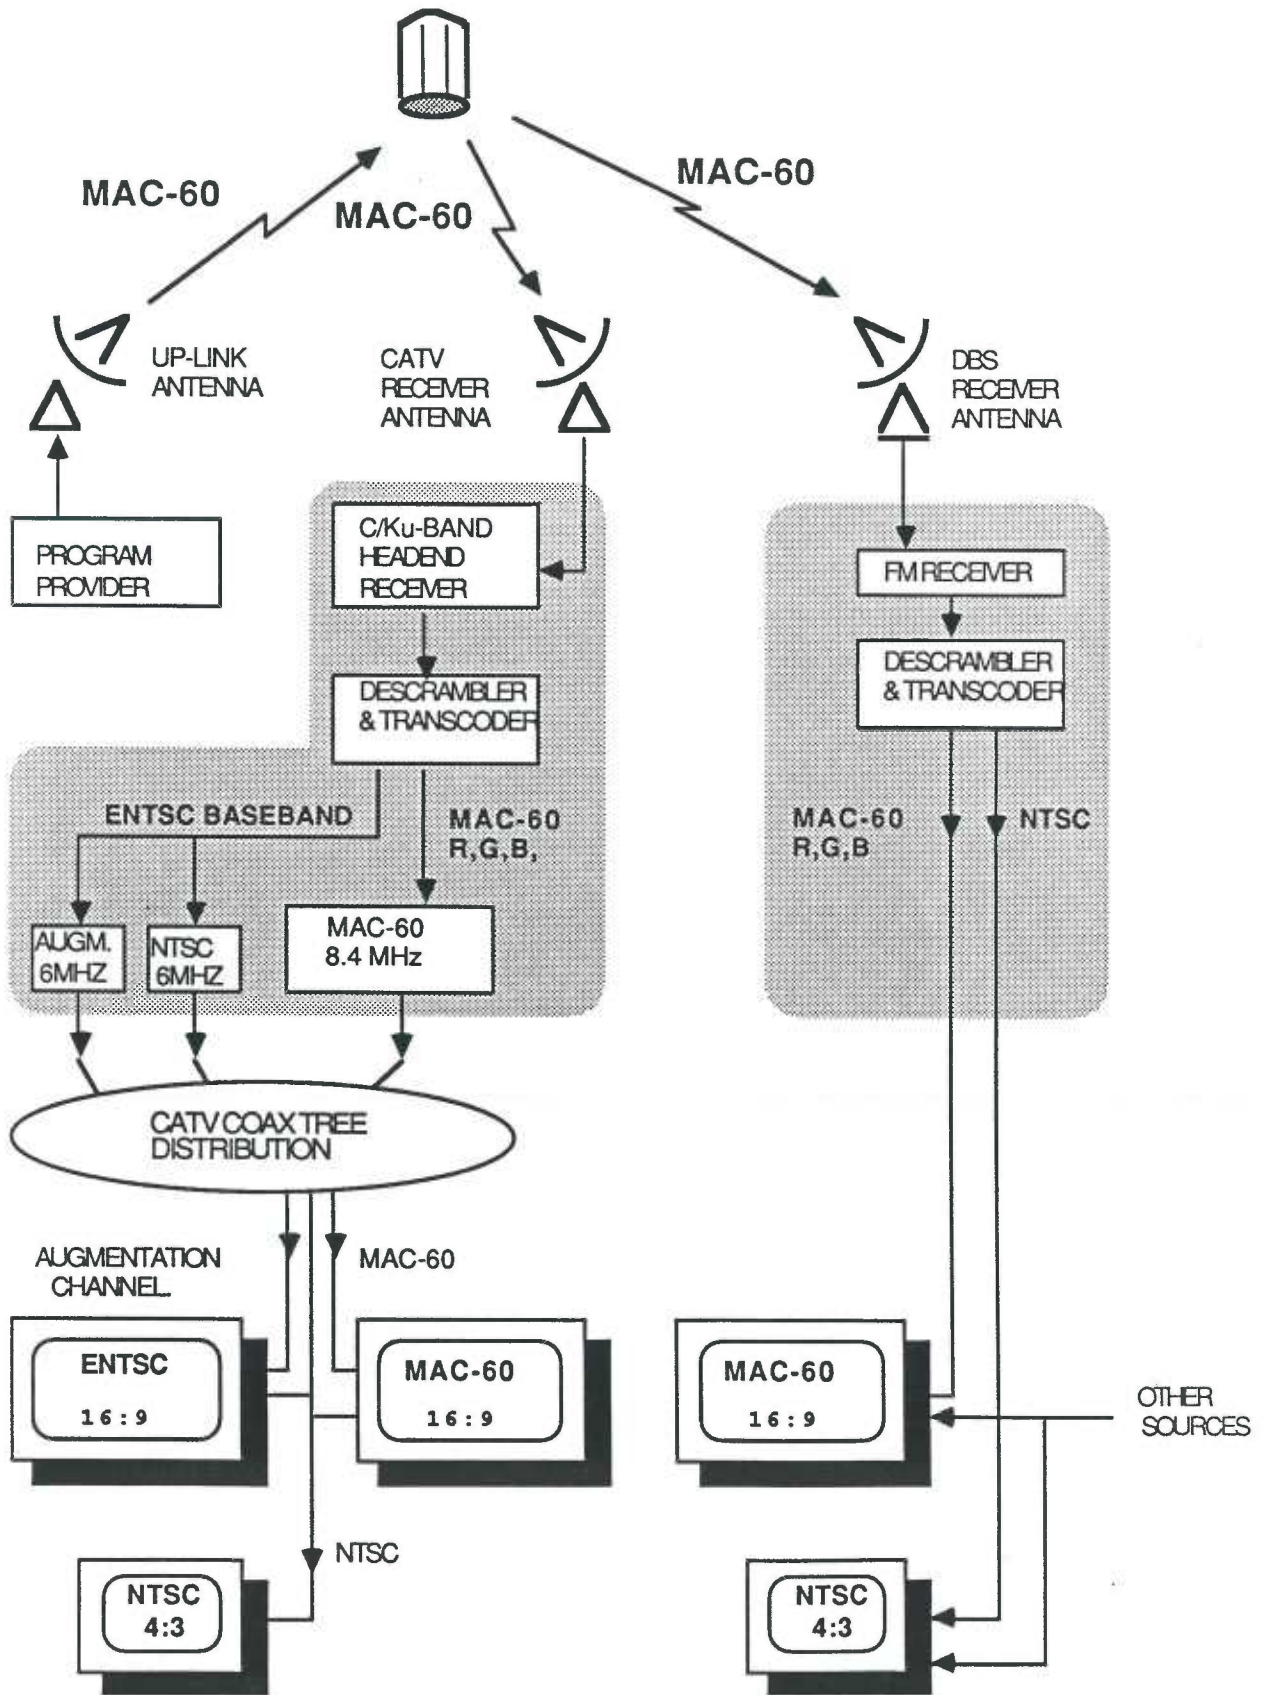 MAC-60
MAC-60
MAC-60
UP-LINK
ANTENNA
CATV
RECEIVER
ANTENNA
DBS
RECEIVER
ANTENNA
PROGRAM
PROVIDER
C/Ku-BAND
HEADEND
RECEIVER
FM RECEIVER
DESCRAMBLER
& TRANSCODER
DESCRAMBLER
& TRANSCODER
ENTSC BASEBAND
MAC-60
R,G,B,
MAC-60
R,G,B
NTSC
AUGM.
6MHZ
NTSC
6MHZ
MAC-60
8.4 MHz
CATV COAX TREE
DISTRIBUTION
AUGMENTATION
CHANNEL.
MAC-60
ENTSC
16:9
MAC-60
16:9
MAC-60
16:9
OTHER
SOURCES
NTSC
NTSC
4:3
NTSC
4:3